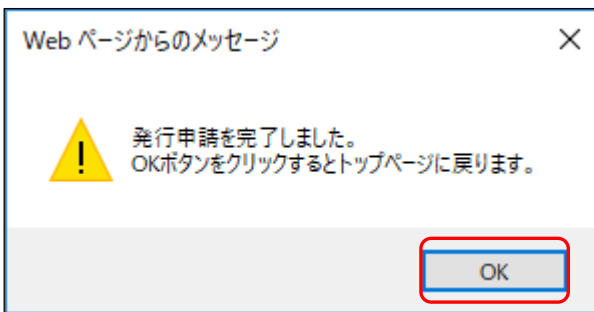 Web ページからのメッセージ
発行申請を完了しました。
OKボタンをクリックするとトップページに戻ります。
OK